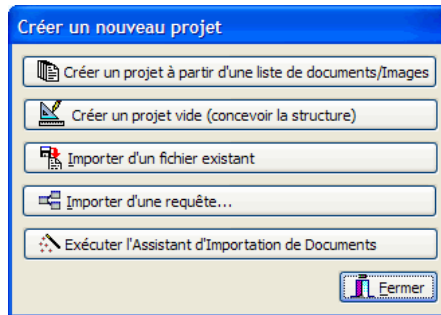 Créer un nouveau projet
Créer un projet à partir d'une liste de documents/Images
Créer un projet vide (concevoir la structure)
Importer d'un fichier existant
Importer d'une requête...
Exécuter l'Assistant d'Importation de Documents
Fermer